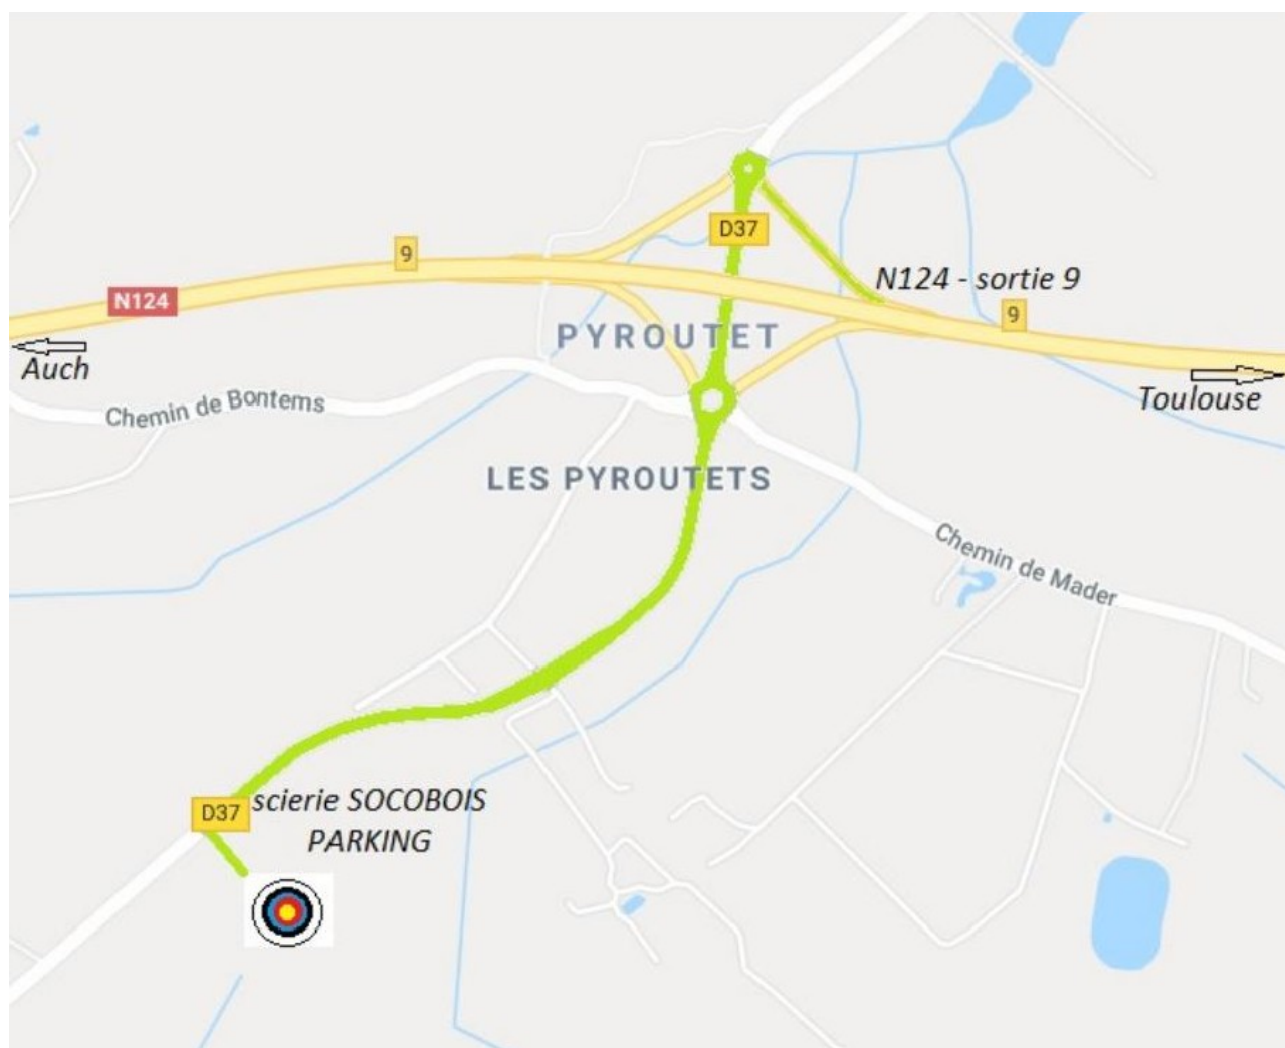 D37
9
N124 - sortie 9
N124
9
PYROUTET
Auch
Toulouse
Chemin de Bontems
LES PYROUTETS
Chemin de Mader
scierie SOCOBOIS
D37
PARKING